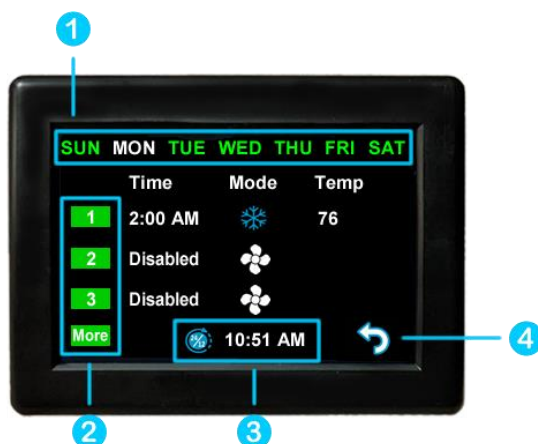 1
SUN MON TUE WED THU FRI SAT
Time Mode Temp
1 2:00 AM 76
2 Disabled
3 Disabled
More 10:51 AM
4
2 3